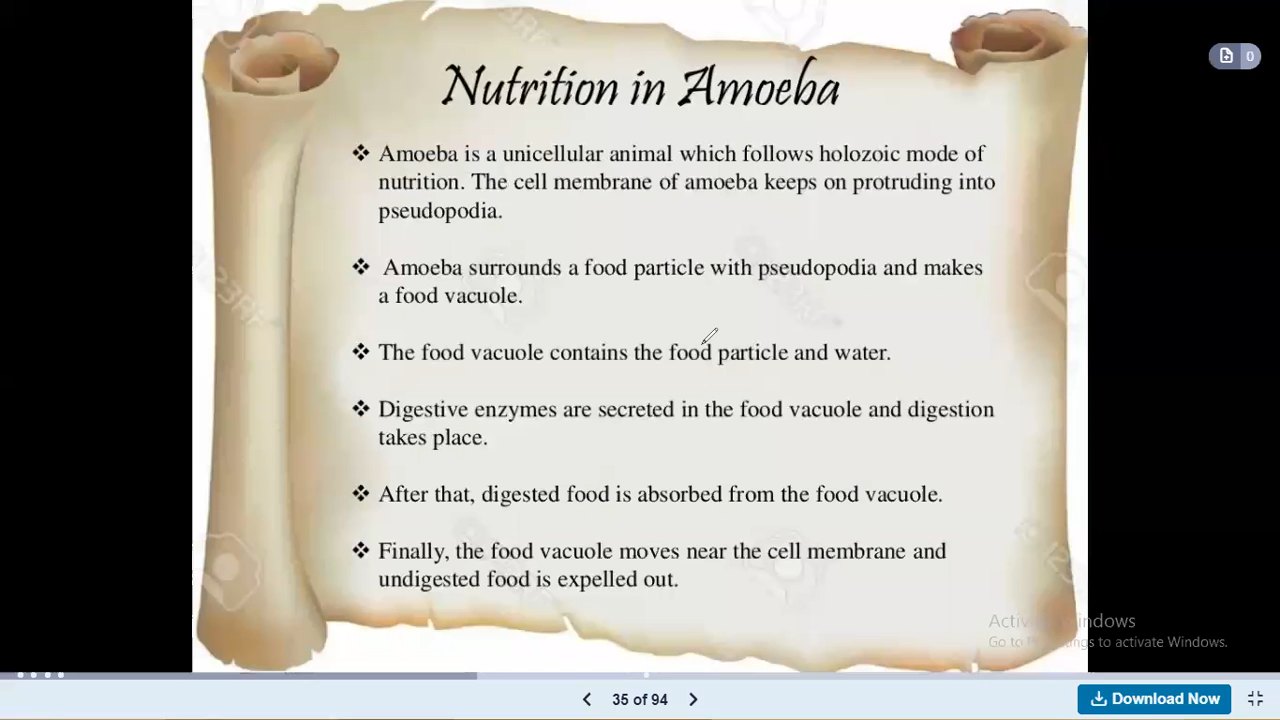 0
Nutrition in Amoeba
❖ Amoeba is a unicellular animal which follows holozoic mode of
nutrition. The cell membrane of amoeba keeps on protruding into
pseudopodia.
❖ Amoeba surrounds a food particle with pseudopodia and makes
a food vacuole.
❖ The food vacuole contains the food particle and water.
❖ Digestive enzymes are secreted in the food vacuole and digestion
takes place.
❖ After that, digested food is absorbed from the food vacuole.
❖ Finally, the food vacuole moves near the cell membrane and
undigested food is expelled out.
Windows
Go to to activate Windows.
35 of 94
Download Now